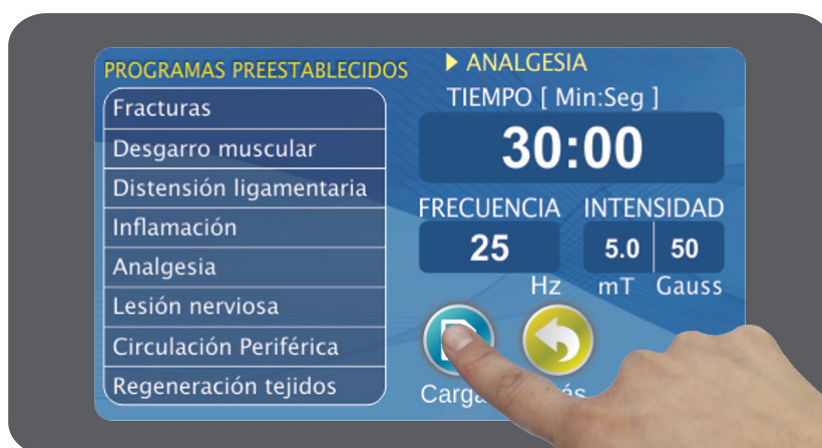 PROGRAMAS PREESTABLECIDOS
Fracturas
Desgarro muscular
Distensión ligamentaria
Inflamación
Analgesia
Lesión nerviosa
Circulación Periférica
Regeneración tejidos
ANALGESIA
TIEMPO [ Min:Seg ]
30:00
FRECUENCIA INTENSIDAD
25 5.0 50
Hz mT Gauss